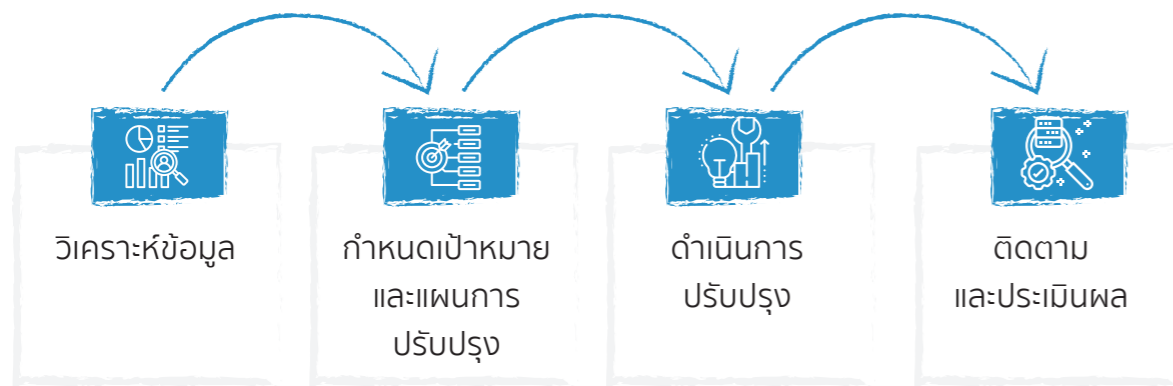 วิเคราะห์ข้อมูล
กำหนดเป้าหมาย
และแผนการ
ปรับปรุง
ดำเนินการ
ปรับปรุง
ติดตาม
และประเมินผล